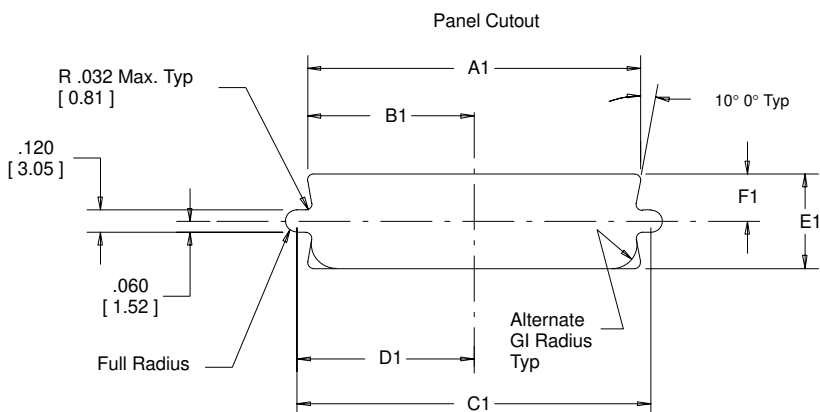 Panel Cutout
A1
R .032 Max. Typ
[ 0.81 ]
10° 0° Typ
B1
.120
[ 3.05 ]
F1
E1
.060
[ 1.52 ]
Alternate
GI Radius
Typ
Full Radius
D1
C1